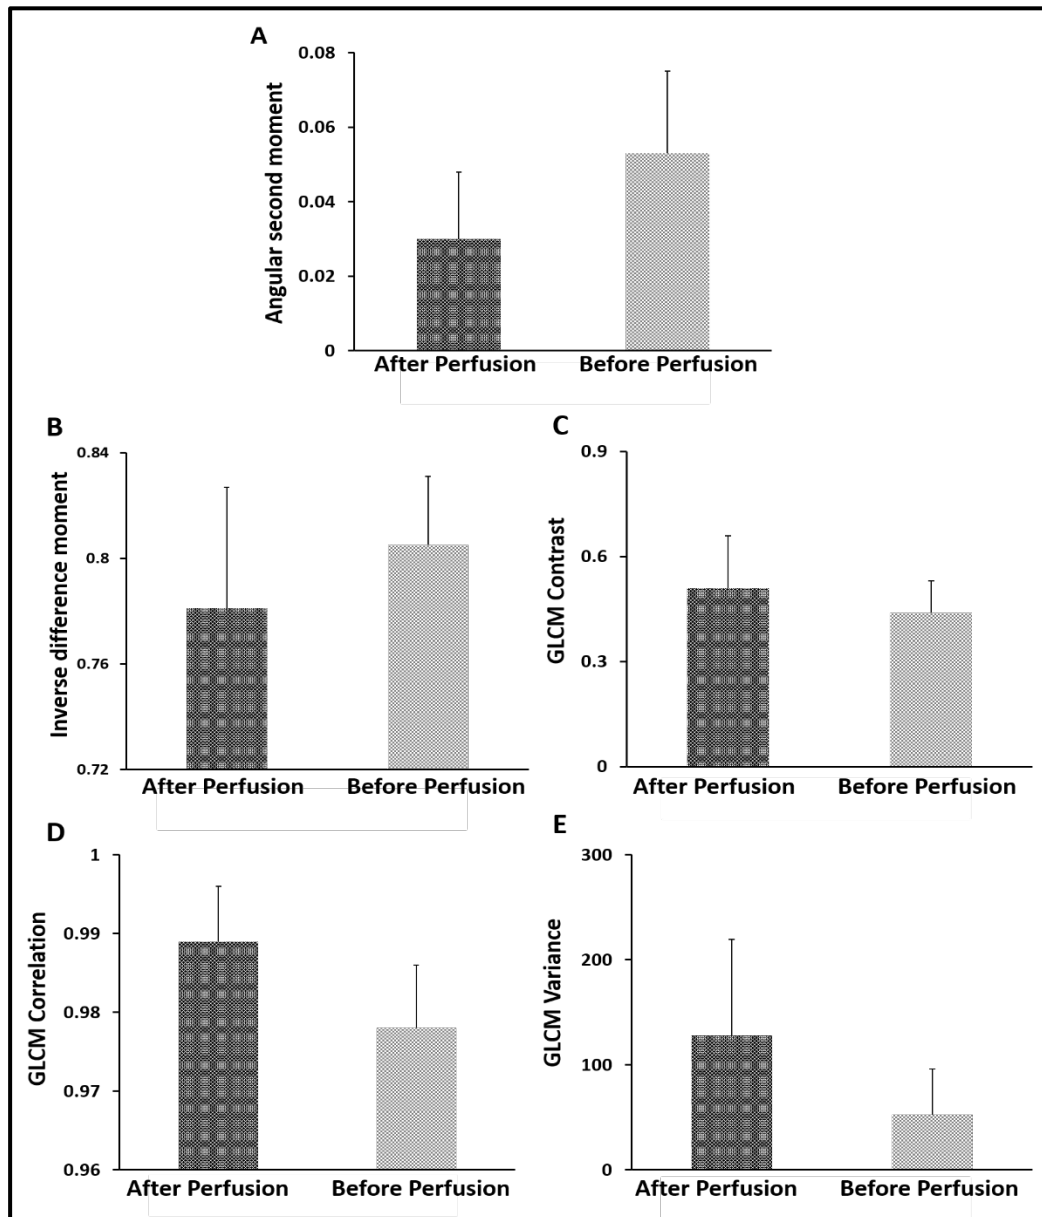 A
Angular second moment
0.08
0.06
0.04
0.02
0
After Perfusion
Before Perfusion
B
Inverse difference moment
0.84
0.8
0.76
0.72
After Perfusion
Before Perfusion
C
GLCM Contrast
0.9
0.6
0.3
0
After Perfusion
Before Perfusion
D
GLCM Correlation
1
0.99
0.98
0.97
0.96
After Perfusion
Before Perfusion
E
GLCM Variance
300
200
100
0
After Perfusion
Before Perfusion